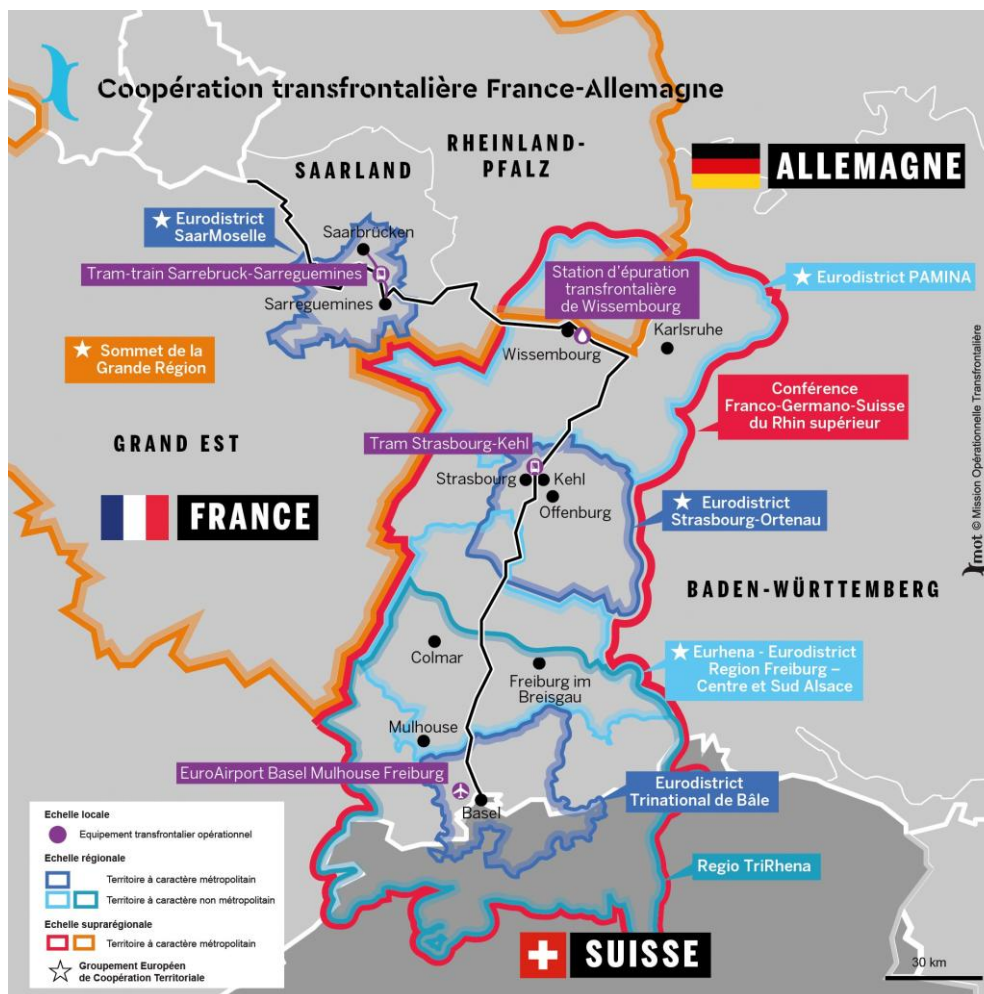 Coopération transfrontalière France-Allemagne
RHEINLAND-
PFALZ
SAARLAND
ALLEMAGNE
★ Eurodistrict
SaarMoselle
Saarbrücken
Tram-train Sarrebruck-Sarreguemines
Sarreguemines
Station d'épuration
transfrontalière
de Wissembourg
★ Eurodistrict PAMINA
Wissembourg
Karlsruhe
★ Sommet de la
Grande Région
Conférence
Franco-Germano-Suisse
du Rhin supérieur
GRAND EST
Tram Strasbourg-Kehl
Strasbourg
Kehl
Offenburg
FRANCE
★ Eurodistrict
Strasbourg-Ortenau
BADEN-WÜRTTEMBERG
Colmar
Freiburg im
Breisgau
★ Eurhena - Eurodistrict
Region Freiburg –
Centre et Sud Alsace
Mulhouse
EuroAirport Basel Mulhouse Freiburg
Basel
Eurodistrict
Trinational de Bâle
Regio TriRhena
SUISSE
30 km
Echelle locale
Equipement transfrontalier opérationnel
Echelle régionale
Territoire à caractère métropolitain
Territoire à caractère non métropolitain
Echelle suprarégionale
Territoire à caractère métropolitain
Groupement Européen
de Coopération Territoriale
mot © Mission Opérationnelle Transfrontalière